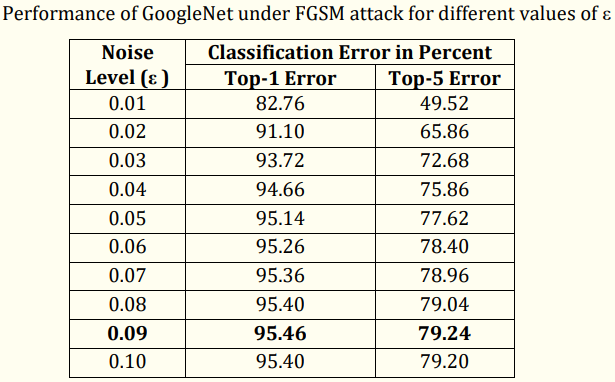 Performance of GoogleNet under FGSM attack for different values of ε
Noise Level (ε ) Classification Error in Percent
Top-1 Error Top-5 Error
0.01 82.76 49.52
0.02 91.10 65.86
0.03 93.72 72.68
0.04 94.66 75.86
0.05 95.14 77.62
0.06 95.26 78.40
0.07 95.36 78.96
0.08 95.40 79.04
0.09 95.46 79.24
0.10 95.40 79.20